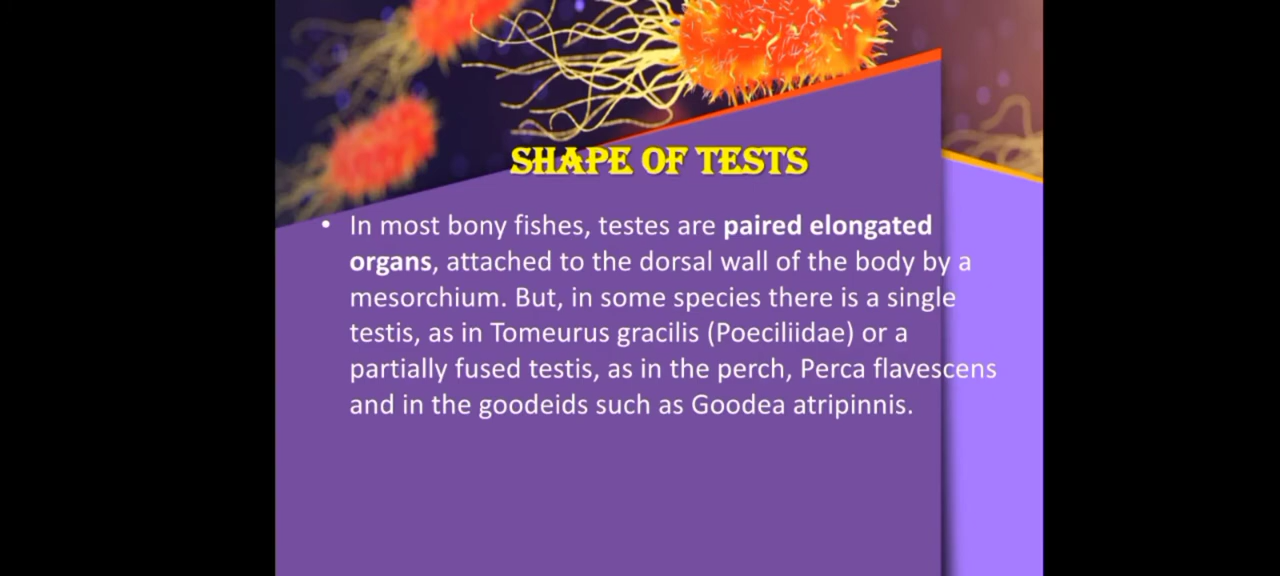 SHAPE OF TESTS
• In most bony fishes, testes are paired elongated
organs, attached to the dorsal wall of the body by a
mesorchium. But, in some species there is a single
testis, as in Tomeurus gracilis (Poeciliidae) or a
partially fused testis, as in the perch, Perca flavescens
and in the goodeids such as Goodea atripinnis.